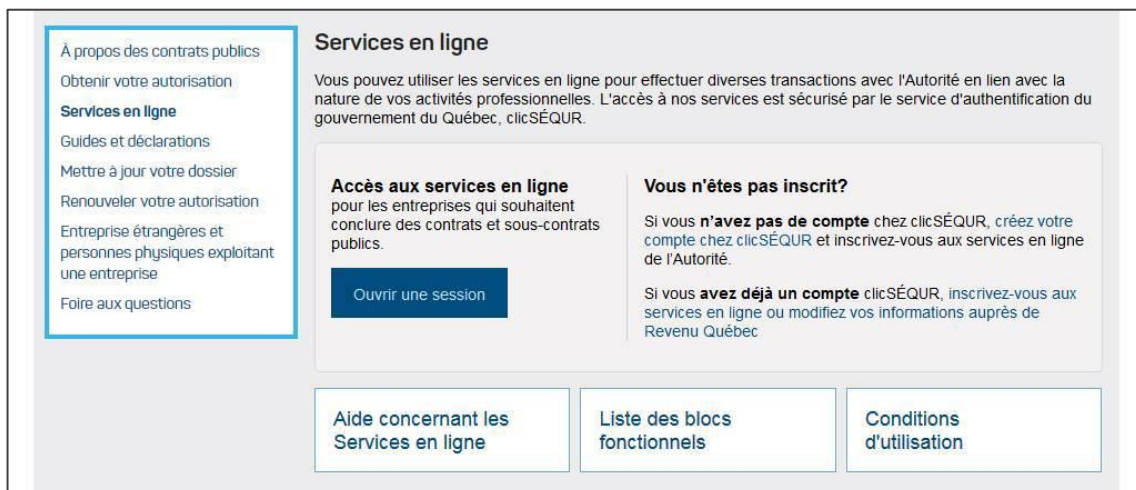 À propos des contrats publics
Obtenir votre autorisation
Services en ligne
Guides et déclarations
Mettre à jour votre dossier
Renouveler votre autorisation
Entreprise étrangères et
personnes physiques exploitant
une entreprise
Foire aux questions
Services en ligne
Vous pouvez utiliser les services en ligne pour effectuer diverses transactions avec l'Autorité en lien avec la
nature de vos activités professionnelles. L'accès à nos services est sécurisé par le service d'authentification du
gouvernement du Québec, clicSÉQUR.
Accès aux services en ligne
pour les entreprises qui souhaitent
conclure des contrats et sous-contrats
publics.
Ouvrir une session
Vous n'êtes pas inscrit?
Si vous n'avez pas de compte chez clicSÉQUR, créez votre
compte chez clicSÉQUR et inscrivez-vous aux services en ligne
de l'Autorité.
Si vous avez déjà un compte clicSÉQUR, inscrivez-vous aux
services en ligne ou modifiez vos informations auprès de
Revenu Québec
Aide concernant les
Services en ligne
Liste des blocs
fonctionnels
Conditions
d'utilisation